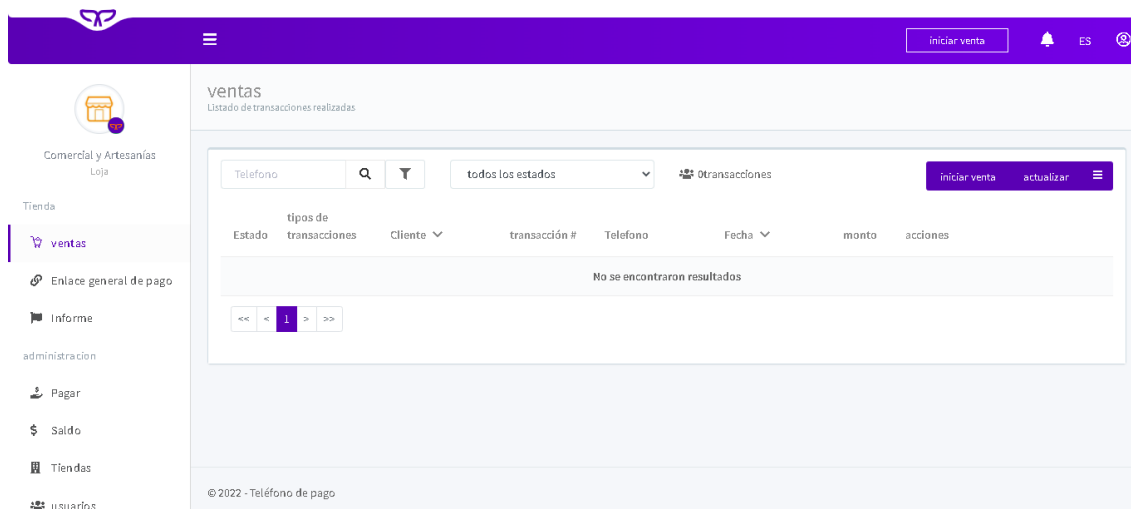 iniciar venta
ES
Comercial y Artesanías
Loja
Tienda
ventas
Enlace general de pago
Informe
administracion
Pagar
Saldo
Tiendas
usuarios
ventas
Listado de transacciones realizadas
Telefono
todos los estados
0transacciones
iniciar venta actualizar
Estado tipos de transacciones Cliente transacción # Telefono Fecha monto acciones
No se encontraron resultados
<< < 1 > >>
© 2022 - Teléfono de pago